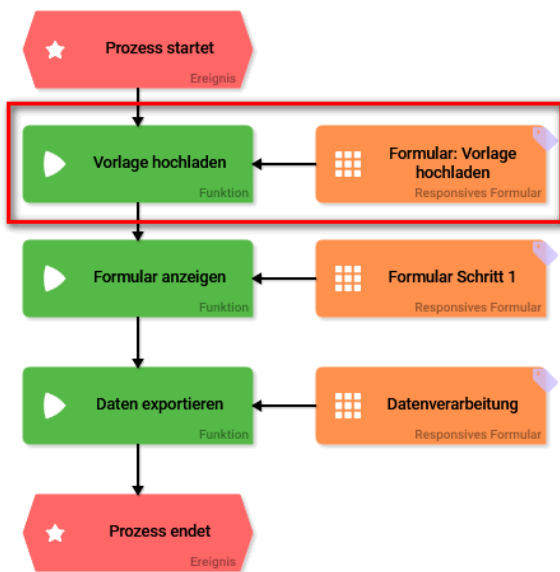 Prozess startet
Ereignis
Vorlage hochladen
Funktion
Formular: Vorlage
hochladen
Responsives Formular
Formular anzeigen
Funktion
Formular Schritt 1
Responsives Formular
Daten exportieren
Funktion
Datenverarbeitung
Responsives Formular
Prozess endet
Ereignis